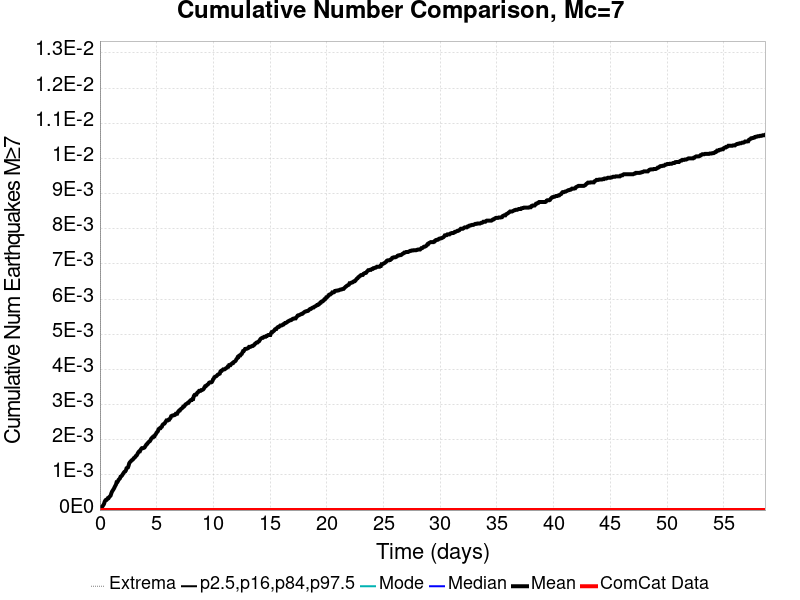 Cumulative Number Comparison, Mc=7
Cumulative Num Earthquakes M≥7
1.3E-2
1.2E-2
1.1E-2
1E-2
9E-3
8E-3
7E-3
6E-3
5E-3
4E-3
3E-3
2E-3
1E-3
0E0
0 5 10 15 20 25 30 35 40 45 50 55
Time (days)
Extrema p2.5,p16,p84,p97.5 Mode Median Mean ComCat Data